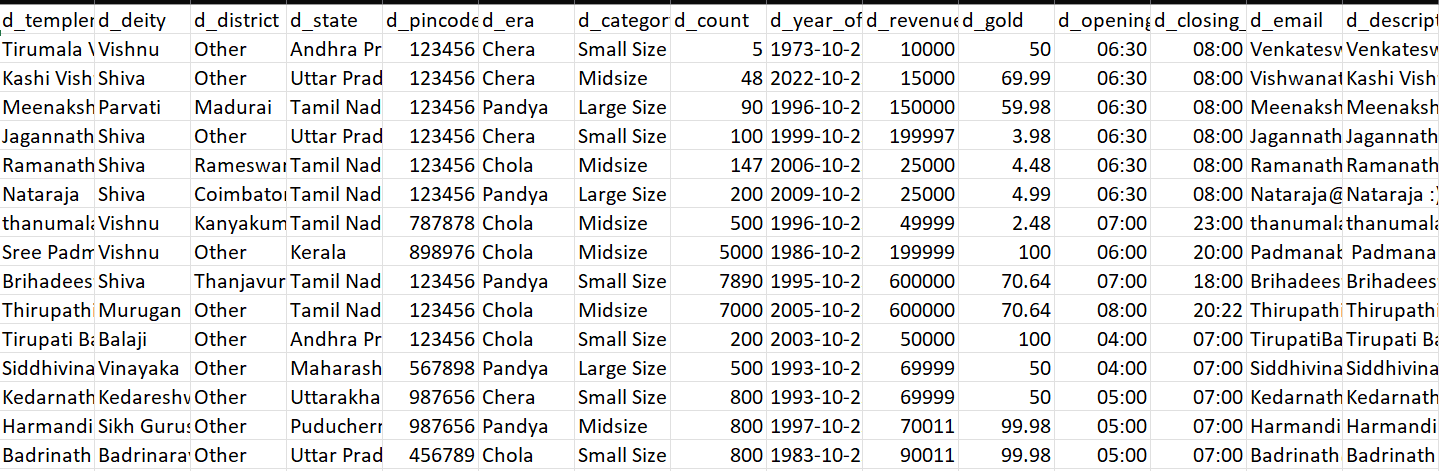 d_templen d_deity d_district d_state d_pincode d_era d_categor d_count d_year_of d_revenue d_gold d_opening d_closing_ d_email d_descript
Tirumala V Vishnu Other Andhra Pr 123456 Chera Small Size 5 1973-10-2 10000 50 06:30 08:00 Venkatesw Venkatesw
Kashi Vish Shiva Other Uttar Prad 123456 Chera Midsize 48 2022-10-2 15000 69.99 06:30 08:00 Vishwanat Kashi Vish
Meenaksh Parvati Madurai Tamil Nad 123456 Pandya Large Size 90 1996-10-2 150000 59.98 06:30 08:00 Meenaksh Meenaksh
Jagannath Shiva Other Uttar Prad 123456 Chera Small Size 100 1999-10-2 199997 3.98 06:30 08:00 Jagannath Jagannath
Ramanath Shiva Rameswar Tamil Nad 123456 Chola Midsize 147 2006-10-2 25000 4.48 06:30 08:00 Ramanath Ramanath
Nataraja Shiva Coimbator Tamil Nad 123456 Pandya Large Size 200 2009-10-2 25000 4.99 06:30 08:00 Nataraja@ Nataraja :)
thanumala Vishnu Kanyakum Tamil Nad 787878 Chola Midsize 500 1996-10-2 49999 2.48 07:00 23:00 thanumala thanumala
Sree Padm Vishnu Other Kerala 898976 Chola Midsize 5000 1986-10-2 199999 100 06:00 20:00 Padmanab Padmana
Brihadees Shiva Thanjavur Tamil Nad 123456 Pandya Small Size 7890 1995-10-2 600000 70.64 07:00 18:00 Brihadees Brihadees
Thirupathi Murugan Other Tamil Nad 123456 Chola Midsize 7000 2005-10-2 600000 70.64 08:00 20:22 Thirupathi Thirupathi
Tirupati Ba Balaji Other Andhra Pr 123456 Chola Small Size 200 2003-10-2 50000 100 04:00 07:00 TirupatiBa Tirupati Ba
Siddhivina Vinayaka Other Maharash 567898 Pandya Large Size 500 1993-10-2 69999 50 04:00 07:00 Siddhivina Siddhivina
Kedarnath Kedareshw Other Uttarakha 987656 Chera Small Size 800 1993-10-2 69999 50 05:00 07:00 Kedarnath Kedarnath
Harmandi Sikh Gurus Other Puducherr 987656 Pandya Midsize 800 1997-10-2 70011 99.98 05:00 07:00 Harmandi Harmandi
Badrinath Badrinarav Other Uttar Prad 456789 Chola Small Size 800 1983-10-2 90011 99.98 05:00 07:00 Badrinath Badrinath